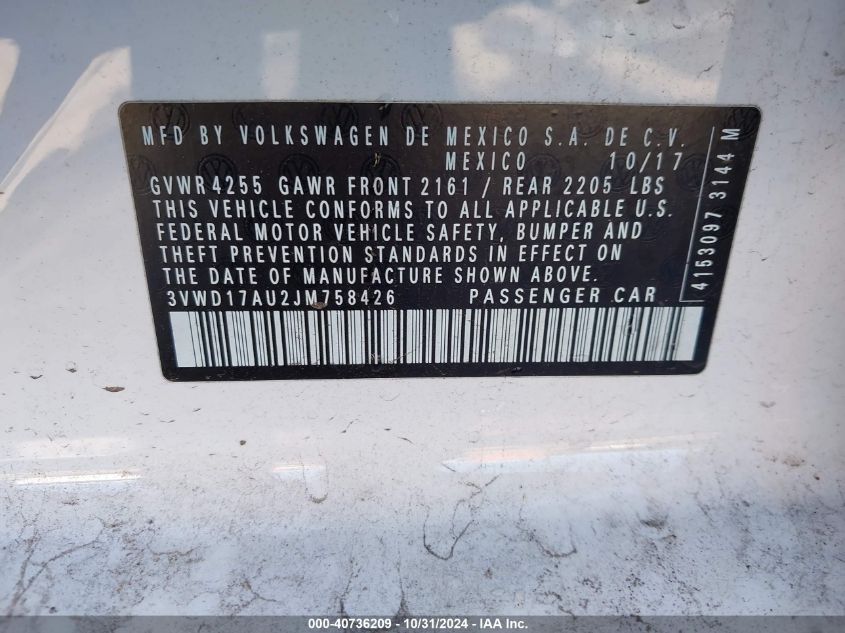 MFD BY VOLKSWAGEN DE MEXICO S.A. DE C.V.
MEXICO 10/17
GVWR 4255 GAWR FRONT 2161 / REAR 2205 LBS
THIS VEHICLE CONFORMS TO ALL APPLICABLE U.S.
FEDERAL MOTOR VEHICLE SAFETY, BUMPER AND
THEFT PREVENTION STANDARDS IN EFFECT ON
THE DATE OF MANUFACTURE SHOWN ABOVE.
3VWD17AU2JM758426 PASSENGER CAR
4153097 3144 M
000-40736209 - 10/31/2024 - IAAI.COM